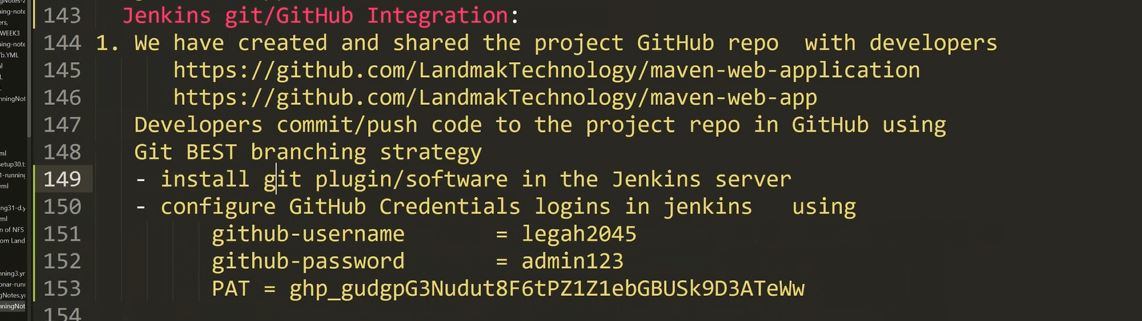 143 Jenkins git/GitHub Integration:
144 1. We have created and shared the project GitHub repo  with developers
145 https://github.com/LandmakTechnology/maven-web-application
146 https://github.com/LandmakTechnology/maven-web-app
147 Developers commit/push code to the project repo in GitHub using
148 Git BEST branching strategy
149 - install git plugin/software in the Jenkins server
150 - configure GitHub Credentials logins in jenkins   using
151 github-username       = legah2045
152 github-password       = admin123
153 PAT = 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
154